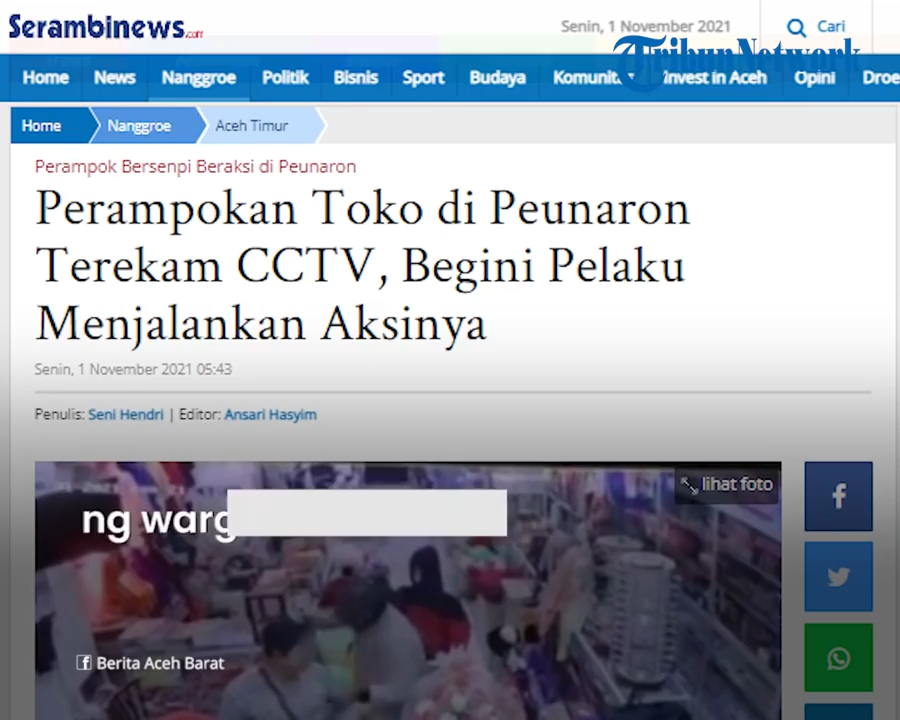 Serambinews.com
Senin, 1 November 2021
Cari
Tribun Network
Home News Nanggroe Politik Bisnis Sport Budaya Invest in Aceh Opini
Home Nanggroe Aceh Timur
Perampok Bersenpi Beraksi di Peunaron
Perampokan Toko di Peunaron
Terekam CCTV, Begini Pelaku
Menjalankan Aksinya
Senin, 1 November 2021 05:43
Penulis: Seni Hendri | Editor: Ansari Hasyim
lihat foto
ng warg
Berita Aceh Barat